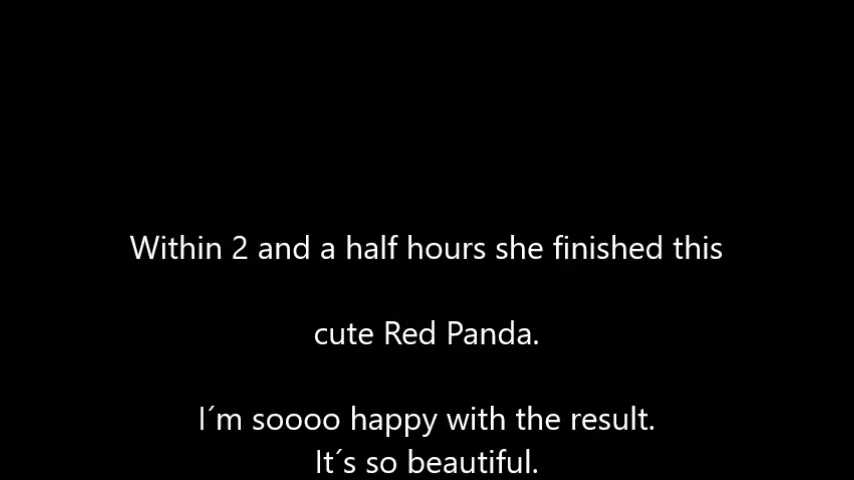 Within 2 and a half hours she finished this
cute Red Panda.
I´m soooo happy with the result.
It´s so beautiful.